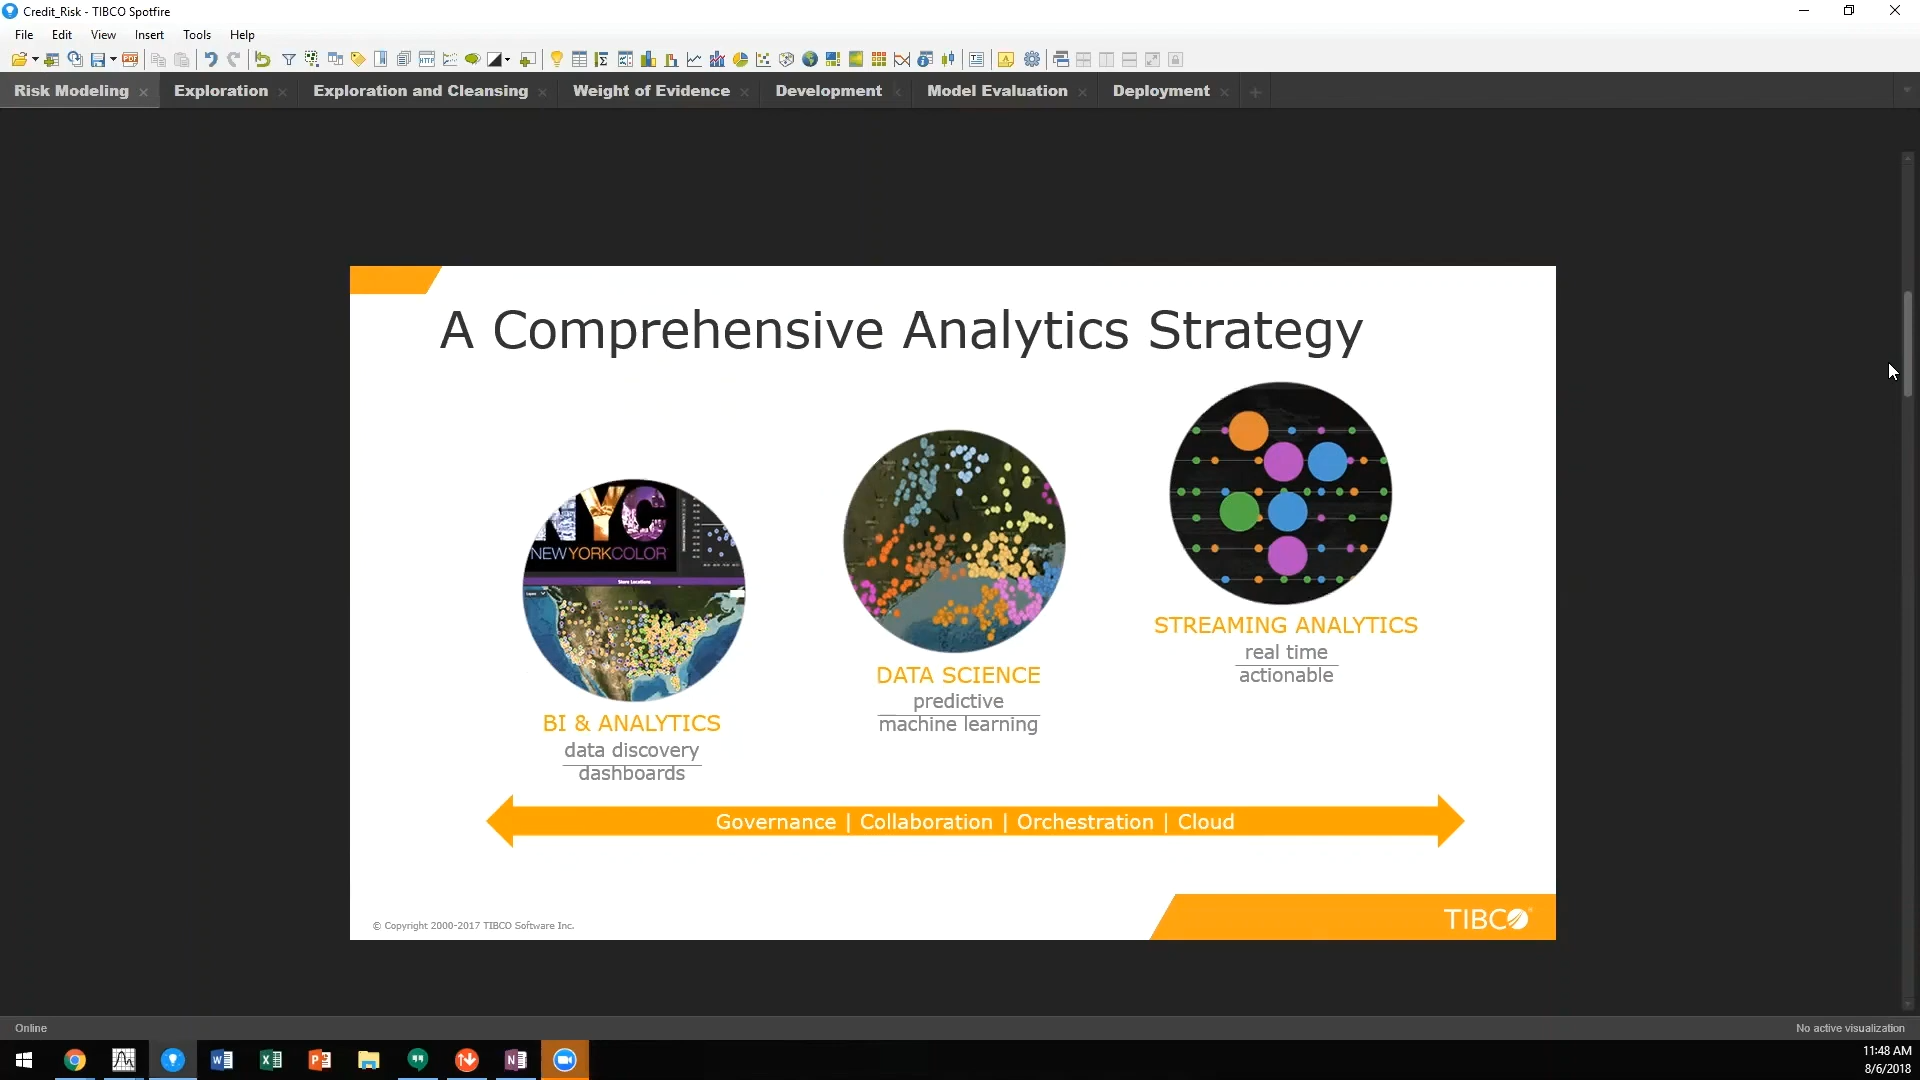 Credit_Risk - TIBCO Spotfire
File Edit View Insert Tools Help
Risk Modeling Exploration Exploration and Cleansing Weight of Evidence Development Model Evaluation Deployment
A Comprehensive Analytics Strategy
NYC
NEWYORKCOLOR
Store Locations
BI & ANALYTICS
data discovery
dashboards
DATA SCIENCE
predictive
machine learning
STREAMING ANALYTICS
real time
actionable
Governance | Collaboration | Orchestration | Cloud
© Copyright 2000-2017 TIBCO Software Inc.
TIBCO
Online
No active visualization
11:48 AM
8/6/2018